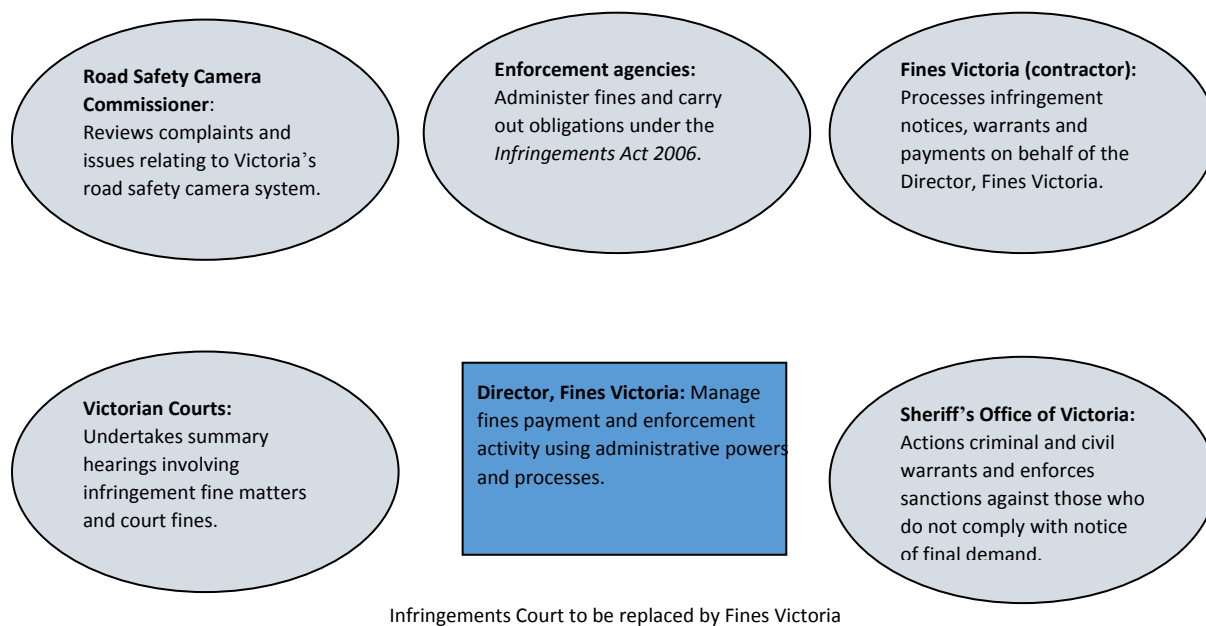 Road Safety Camera
Commissioner:
Reviews complaints and
issues relating to Victoria’s
road safety camera system.
Enforcement agencies:
Administer fines and carry
out obligations under the
Infringements Act 2006.
Fines Victoria (contractor):
Processes infringement
notices, warrants and
payments on behalf of the
Director, Fines Victoria.
Victorian Courts:
Undertakes summary
hearings involving
infringement fine matters
and court fines.
Director, Fines Victoria: Manage
fines payment and enforcement
activity using administrative powers
and processes.
Sheriff’s Office of Victoria:
Actions criminal and civil
warrants and enforces
sanctions against those who
do not comply with notice
of final demand.
Infringements Court to be replaced by Fines Victoria